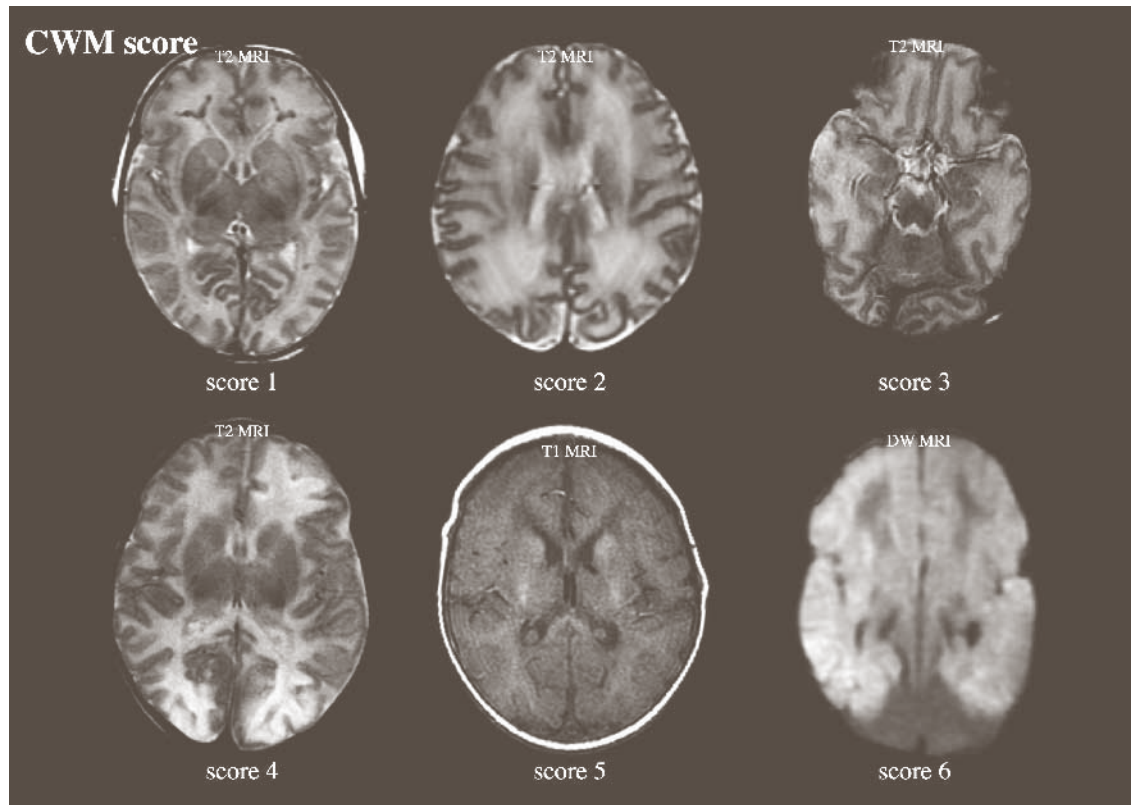 CWM score
T2 MRI
T2 MRI
T2 MRI
score 1
score 2
score 3
T2 MRI
T1 MRI
DW MRI
score 4
score 5
score 6